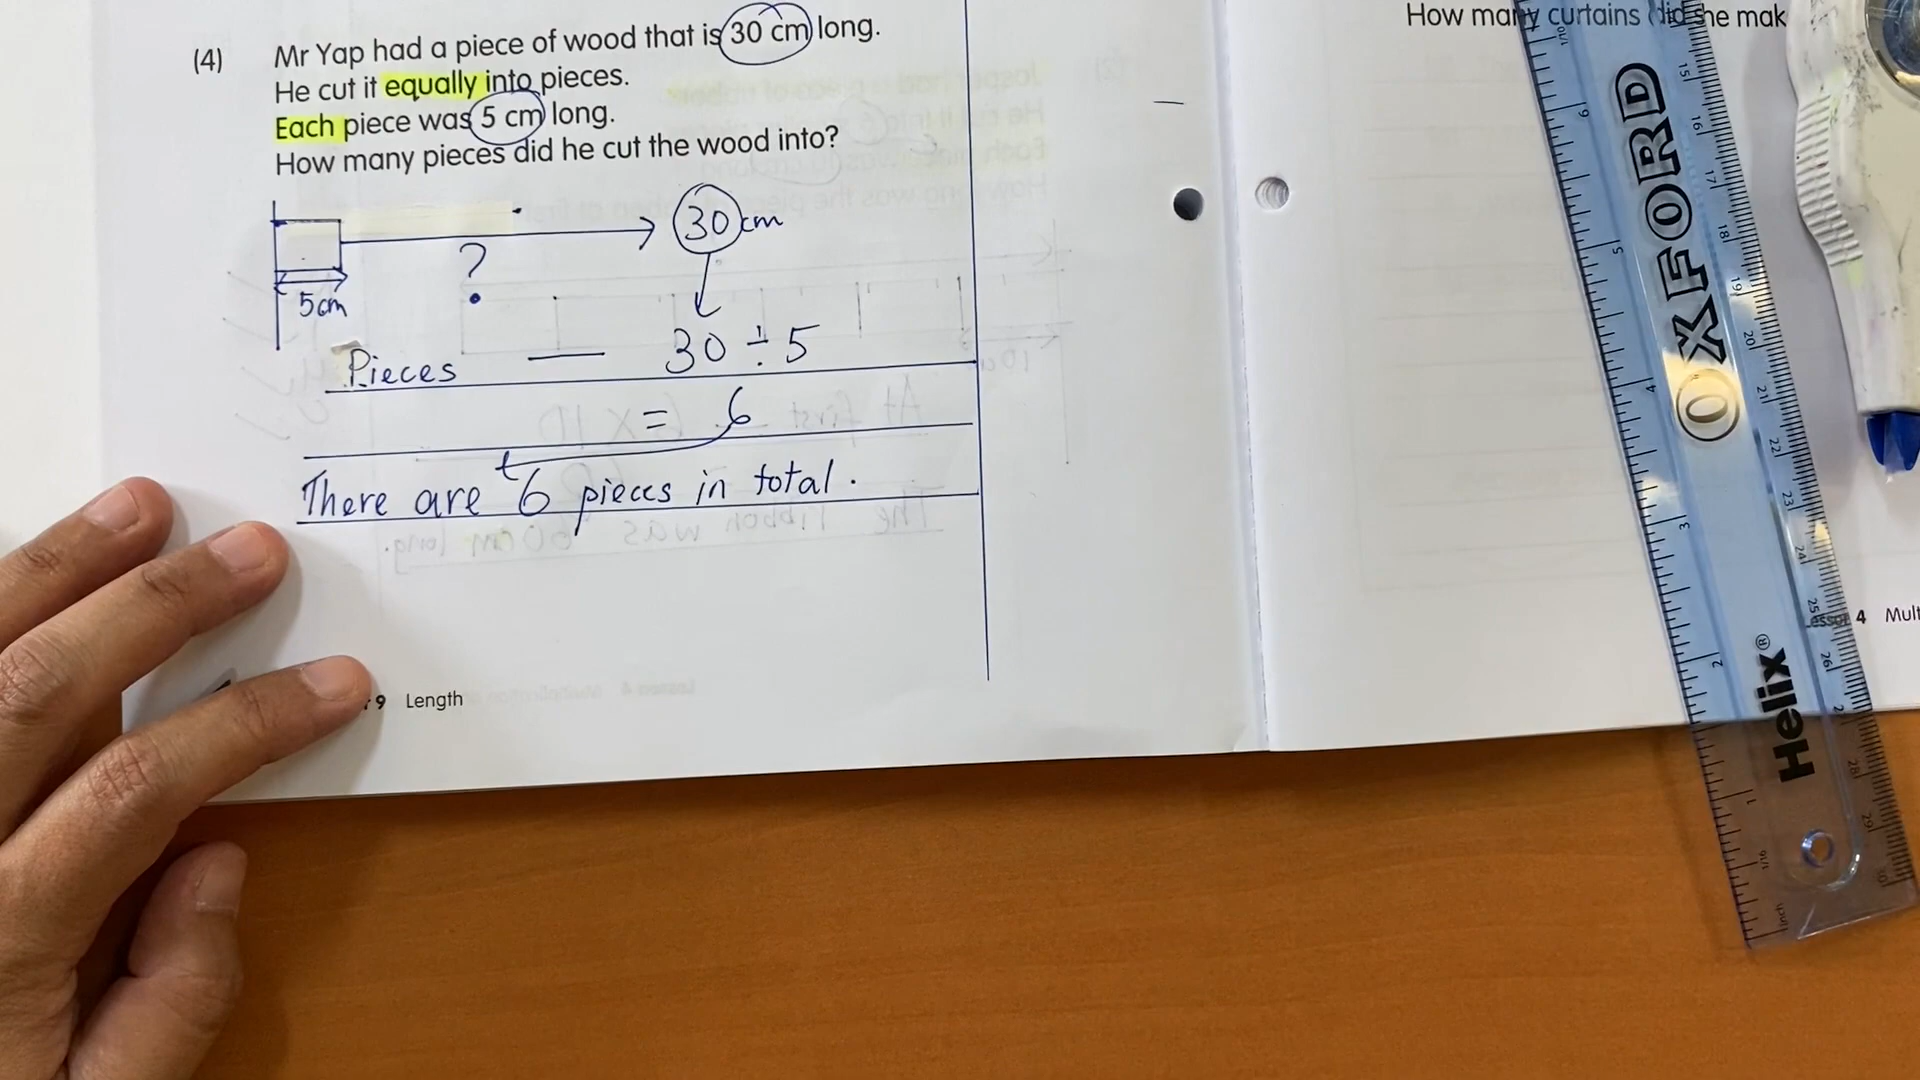 (4) Mr Yap had a piece of wood that is 30 cm long.
He cut it equally into pieces.
Each piece was 5 cm long.
How many pieces did he cut the wood into?
30 cm
?
5cm
Pieces — 30 ÷ 5
= 6
There are 6 pieces in total.
9 Length
How many curtains did she mak
4 Mult
OXFORD
Helix®